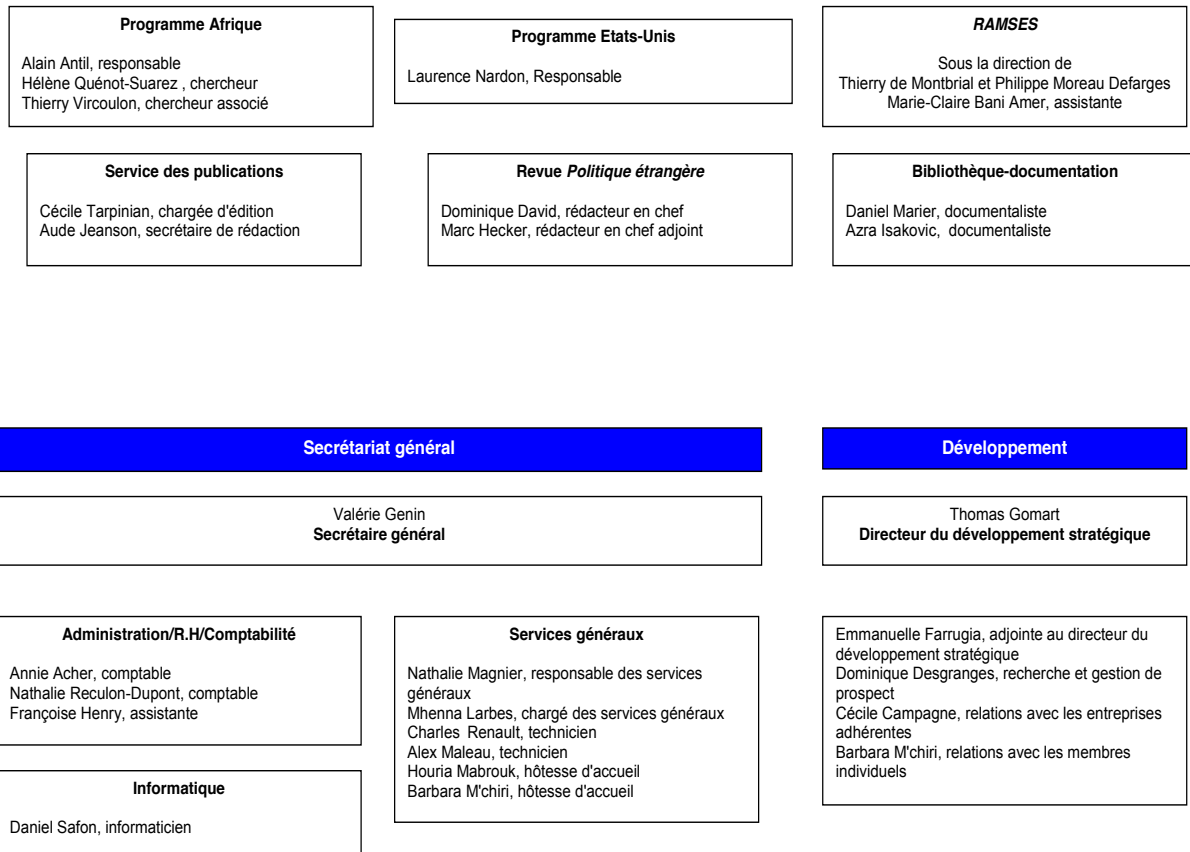 Programme Afrique
Alain Antil, responsable
Hélène Quénot-Suarez , chercheur
Thierry Vircoulon, chercheur associé
Programme Etats-Unis
Laurence Nardon, Responsable
RAMSES
Sous la direction de
Thierry de Montbrial et Philippe Moreau Defarges
Marie-Claire Bani Amer, assistante
Service des publications
Cécile Tarpinian, chargée d'édition
Aude Jeanson, secrétaire de rédaction
Revue Politique étrangère
Dominique David, rédacteur en chef
Marc Hecker, rédacteur en chef adjoint
Bibliothèque-documentation
Daniel Marier, documentaliste
Azra Isakovic, documentaliste
Secrétariat général
Valérie Genin
Secrétaire général
Développement
Thomas Gomart
Directeur du développement stratégique
Administration/R.H/Comptabilité
Annie Acher, comptable
Nathalie Reculon-Dupont, comptable
Françoise Henry, assistante
Services généraux
Nathalie Magnier, responsable des services
généraux
Mhenna Larbes, chargé des services généraux
Charles Renault, technicien
Alex Maleau, technicien
Houria Mabrouk, hôtesse d'accueil
Barbara M'chiri, hôtesse d'accueil
Emmanuelle Farrugia, adjointe au directeur du
développement stratégique
Dominique Desgranges, recherche et gestion de
prospect
Cécile Campagne, relations avec les entreprises
adhérentes
Barbara M'chiri, relations avec les membres
individuels
Informatique
Daniel Safon, informaticien